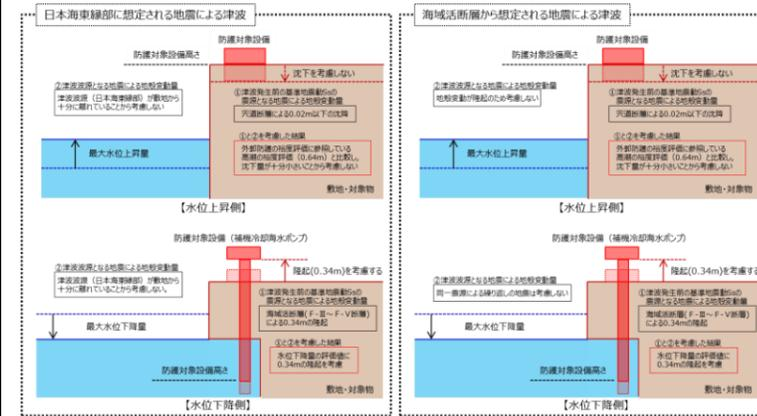 日本海東縁部に想定される地震による津波
防護対象設備
防護対象設備高さ
沈下を考慮しない
②津波波源となる地震による地殻変動量
津波波源（日本海東縁部）が敷地から
十分に離れていることから考慮しない
①津波発生前の基準地震動Ssの
震源となる地震による地殻変動量
宍道断層による0.02m以下の沈降
最大水位上昇量
①と②を考慮した結果
外部防護の裕度評価に参照している
高潮の裕度評価（0.64m）と比較し、
沈下量が十分小さいことから考慮しない
敷地・対象物
【水位上昇側】
防護対象設備（補機冷却海水ポンプ）
②津波波源となる地震による地殻変動量
津波波源（日本海東縁部）が敷地から
十分に離れていることから考慮しない。
隆起(0.34m)を考慮する
①津波発生前の基準地震動Ssの
震源となる地震による地殻変動量
海域活断層(Ｆ-Ⅲ～Ｆ-Ⅴ断層)
による0.34mの隆起
最大水位下降量
①と②を考慮した結果
水位下降量の評価値に
0.34mの隆起を考慮
防護対象設備高さ
敷地・対象物
【水位下降側】
海域活断層から想定される地震による津波
防護対象設備
防護対象設備高さ
沈下を考慮しない
②津波波源となる地震による地殻変動量
地殻変動が隆起のため考慮しない
①津波発生前の基準地震動Ssの
震源となる地震による地殻変動量
宍道断層による0.02m以下の沈降
最大水位上昇量
①と②を考慮した結果
外部防護の裕度評価に参照している
高潮の裕度評価（0.64m）と比較し、
沈下量が十分小さいことから考慮しない
敷地・対象物
【水位上昇側】
防護対象設備（補機冷却海水ポンプ）
②津波波源となる地震による地殻変動量
同一震源による繰り返しの地震は考慮しない
隆起(0.34m)を考慮する
①津波発生前の基準地震動Ssの
震源となる地震による地殻変動量
海域活断層(Ｆ-Ⅲ～Ｆ-Ⅴ断層)
による0.34mの隆起
最大水位下降量
①と②を考慮した結果
水位下降量の評価値に
0.34mの隆起を考慮
防護対象設備高さ
敷地・対象物
【水位下降側】